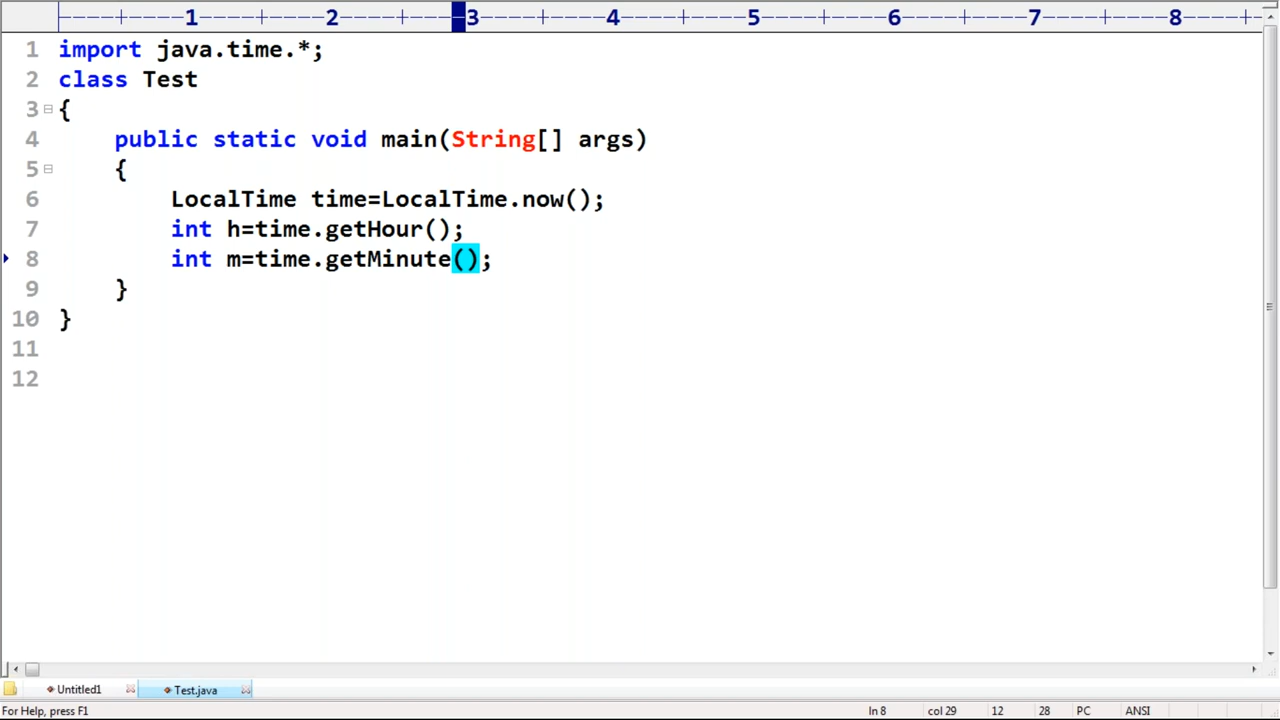 1 2 3 4 5 6 7 8
1 import java.time.*;
2 class Test
3 {
4 public static void main(String[] args)
5 {
6 LocalTime time=LocalTime.now();
7 int h=time.getHour();
8 int m=time.getMinute();
9 }
10 }
11
12
Untitled1 Test.java
For Help, press F1 ln 8 col 29 12 28 PC ANSI